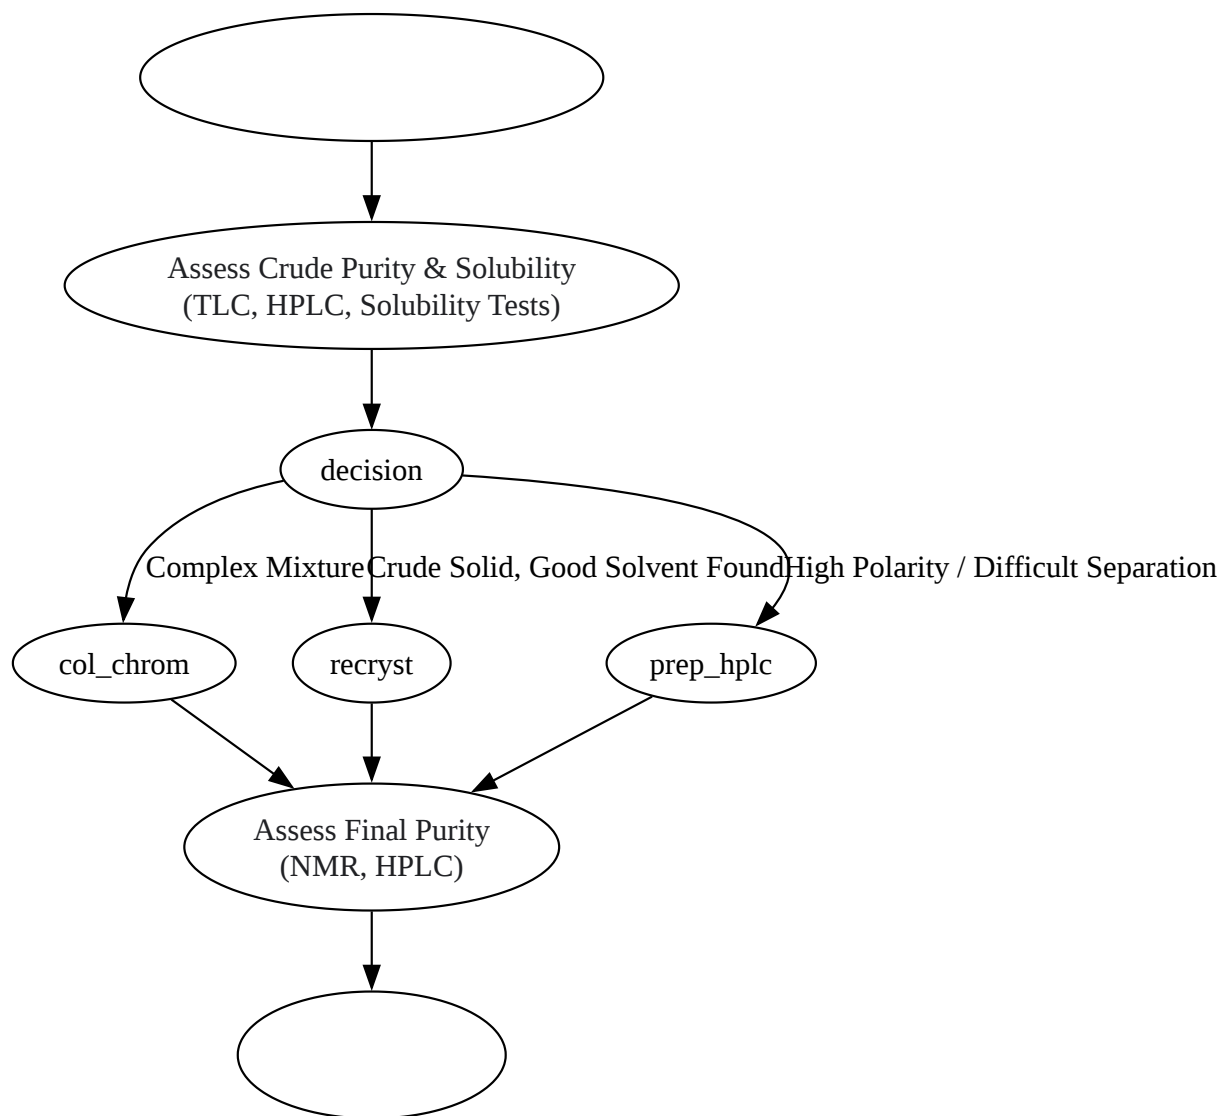 Assess Crude Purity & Solubility
(TLC, HPLC, Solubility Tests)
decision
Complex Mixture
Crude Solid, Good Solvent Found
High Polarity / Difficult Separation
col_chrom
recryst
prep_hplc
Assess Final Purity
(NMR, HPLC)